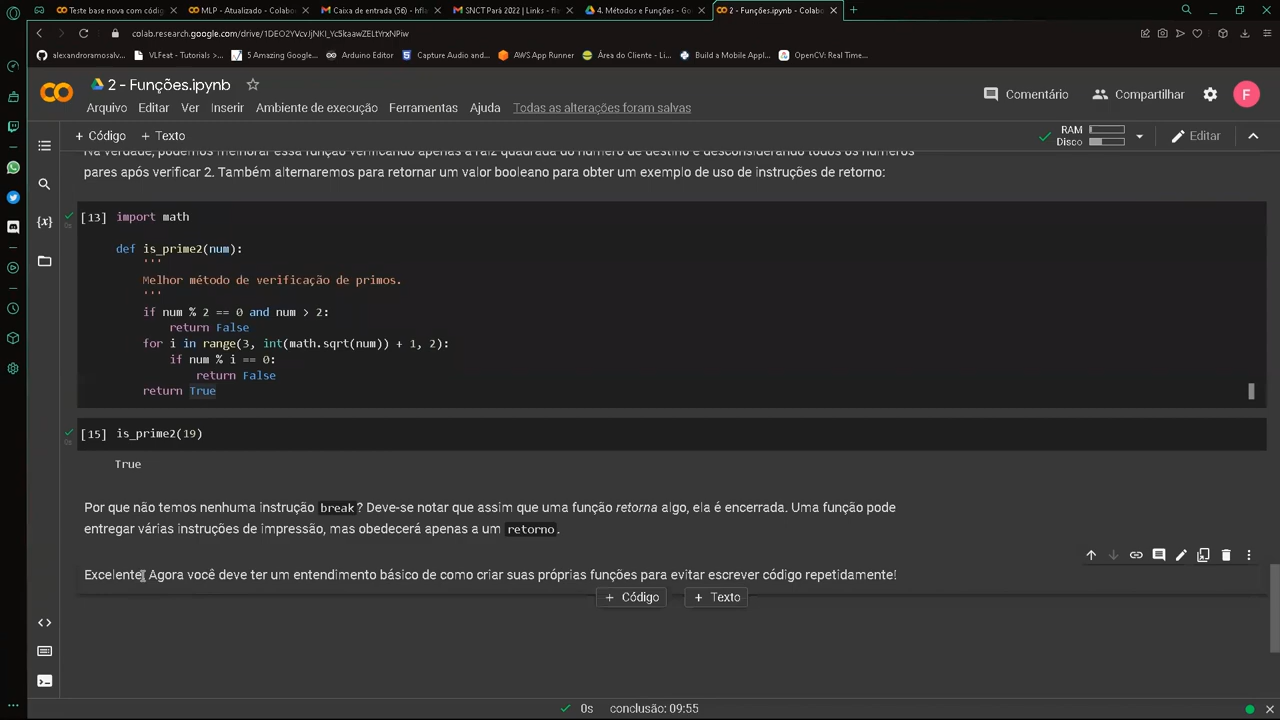 Teste base nova com códig
MLP - Atualizado - Colabo
Caixa de entrada (56) - hfl
SNCT Pará 2022 | Links - f
4. Métodos e Funções - Go
2 - Funções.ipynb - Colabo
colab.research.google.com/drive/
alexandroramosalv...
VLFeat - Tutorials >...
5 Amazing Google...
Arduino Editor
Capture Audio and...
AWS App Runner
Área do Cliente - Li...
Build a Mobile Appl...
OpenCV: Real Time...
2 - Funções.ipynb
Arquivo Editar Ver Inserir Ambiente de execução Ferramentas Ajuda Todas as alterações foram salvas
Comentário
Compartilhar
F
+ Código + Texto
RAM
Disco
Editar
Na verdade, podemos melhorar essa função verificando apenas a raiz quadrada do número de destino e desconsiderando todos os números
pares após verificar 2. Também alternaremos para retornar um valor booleano para obter um exemplo de uso de instruções de retorno:
[13] import math
def is_prime2(num):
'''
Melhor método de verificação de primos.
'''
if num % 2 == 0 and num > 2:
return False
for i in range(3, int(math.sqrt(num)) + 1, 2):
if num % i == 0:
return False
return True
[15] is_prime2(19)
True
Por que não temos nenhuma instrução break? Deve-se notar que assim que uma função retorna algo, ela é encerrada. Uma função pode
entregar várias instruções de impressão, mas obedecerá apenas a um retorno.
Excelente! Agora você deve ter um entendimento básico de como criar suas próprias funções para evitar escrever código repetidamente!
+ Código
+ Texto
0s conclusão: 09:55